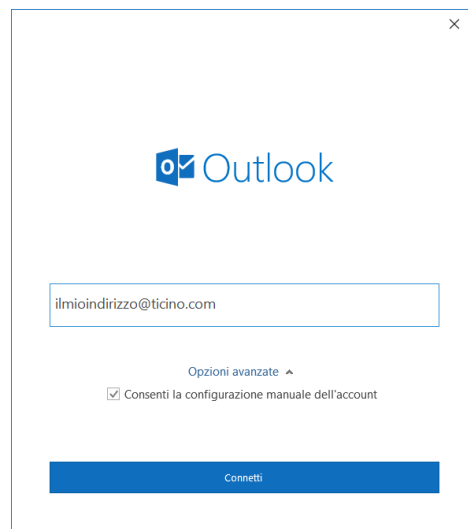 Outlook
ilmioindirizzo@ticino.com
Opzioni avanzate
Consenti la configurazione manuale dell'account
Connetti